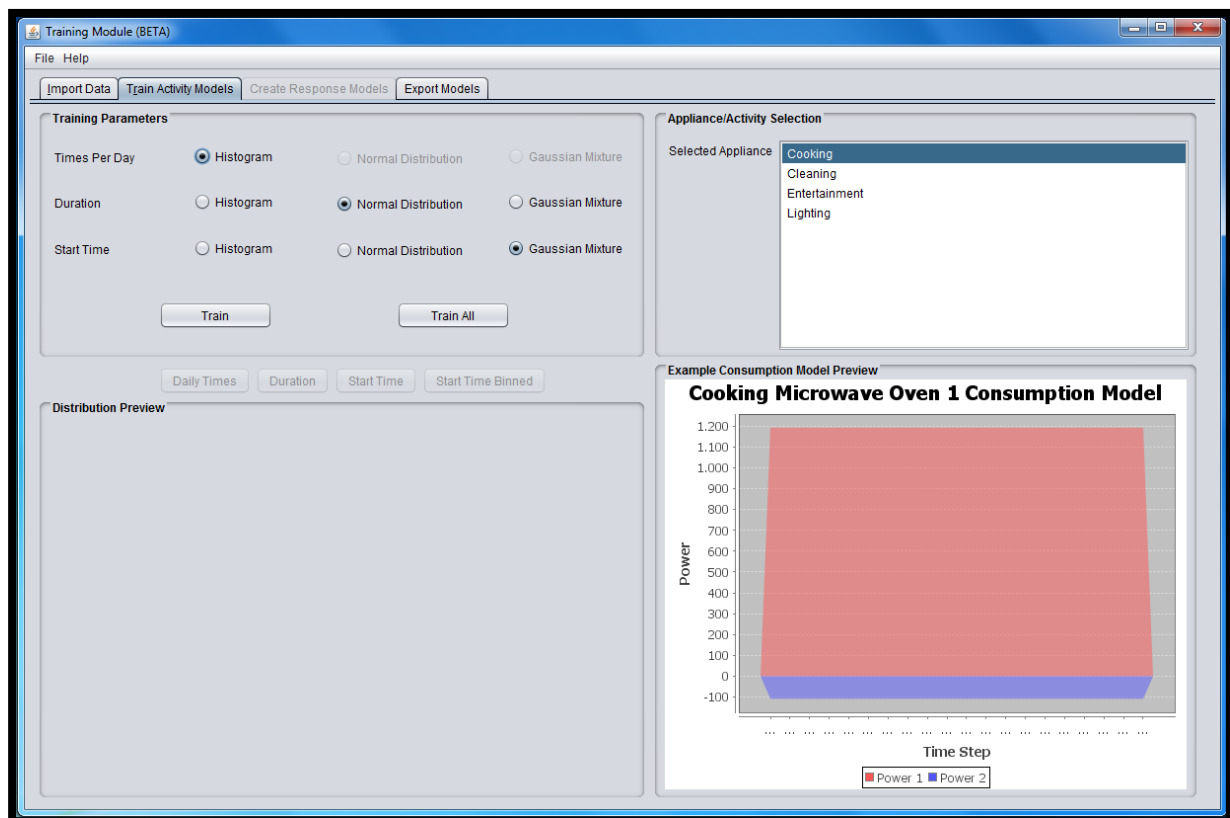 Training Module (BETA)
File Help
Import Data Train Activity Models Create Response Models Export Models
Training Parameters
Times Per Day Histogram Normal Distribution Gaussian Mixture
Duration Histogram Normal Distribution Gaussian Mixture
Start Time Histogram Normal Distribution Gaussian Mixture
Train Train All
Daily Times Duration Start Time Start Time Binned
Distribution Preview
Appliance/Activity Selection
Selected Appliance Cooking
Cleaning
Entertainment
Lighting
Example Consumption Model Preview
Cooking Microwave Oven 1 Consumption Model
1.200
1.100
1.000
900
800
700
600
500
400
300
200
100
0
-100
Power
... ... ... ... ... ... ... ... ... ... ... ... ... ... ... ... ... ... ... ...
Time Step
Power 1 Power 2